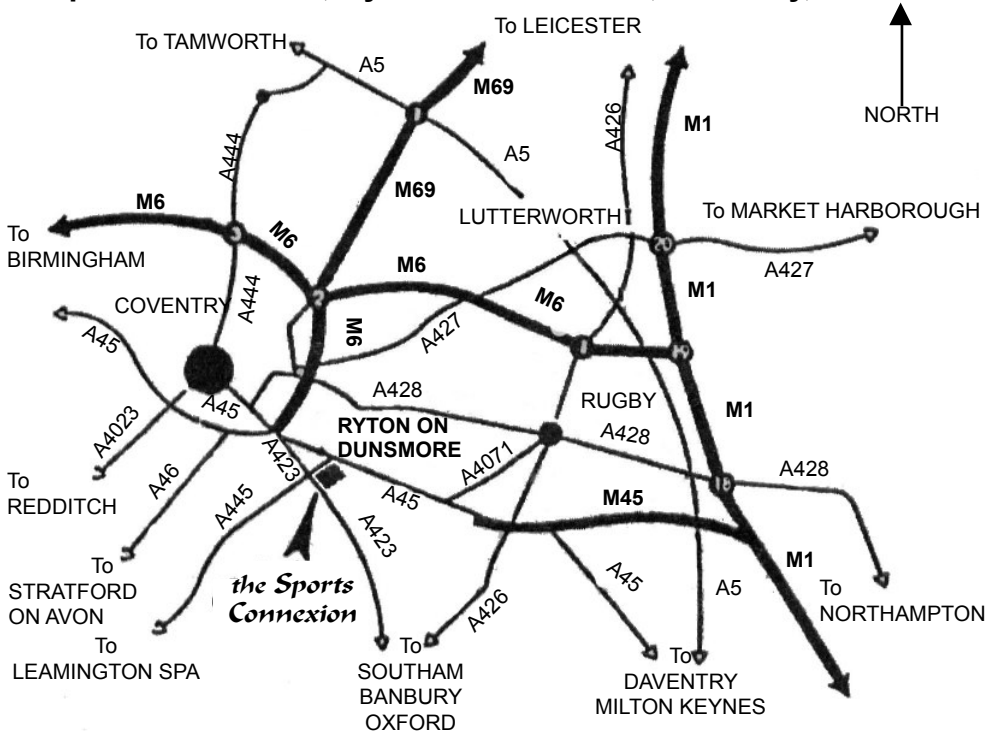 To TAMWORTH
To LEICESTER
A5
M69
A426
M1
NORTH
A444
A5
M69
M6
LUTTERWORTH
To MARKET HARBOROUGH
To
BIRMINGHAM
M6
M6
A427
M1
COVENTRY
A444
M6
A45
M6
A427
A428
A45
RUGBY
M1
A4023
RYTON ON
DUNSMORE
A428
A423
A4071
A428
To
REDDITCH
A46
A445
A45
M45
A423
M1
To
STRATFORD
ON AVON
the Sports
Connexion
A426
A45
A5
To
NORTHAMPTON
To
LEAMINGTON SPA
To
SOUTHAM
BANBURY
OXFORD
To
DAVENTRY
MILTON KEYNES